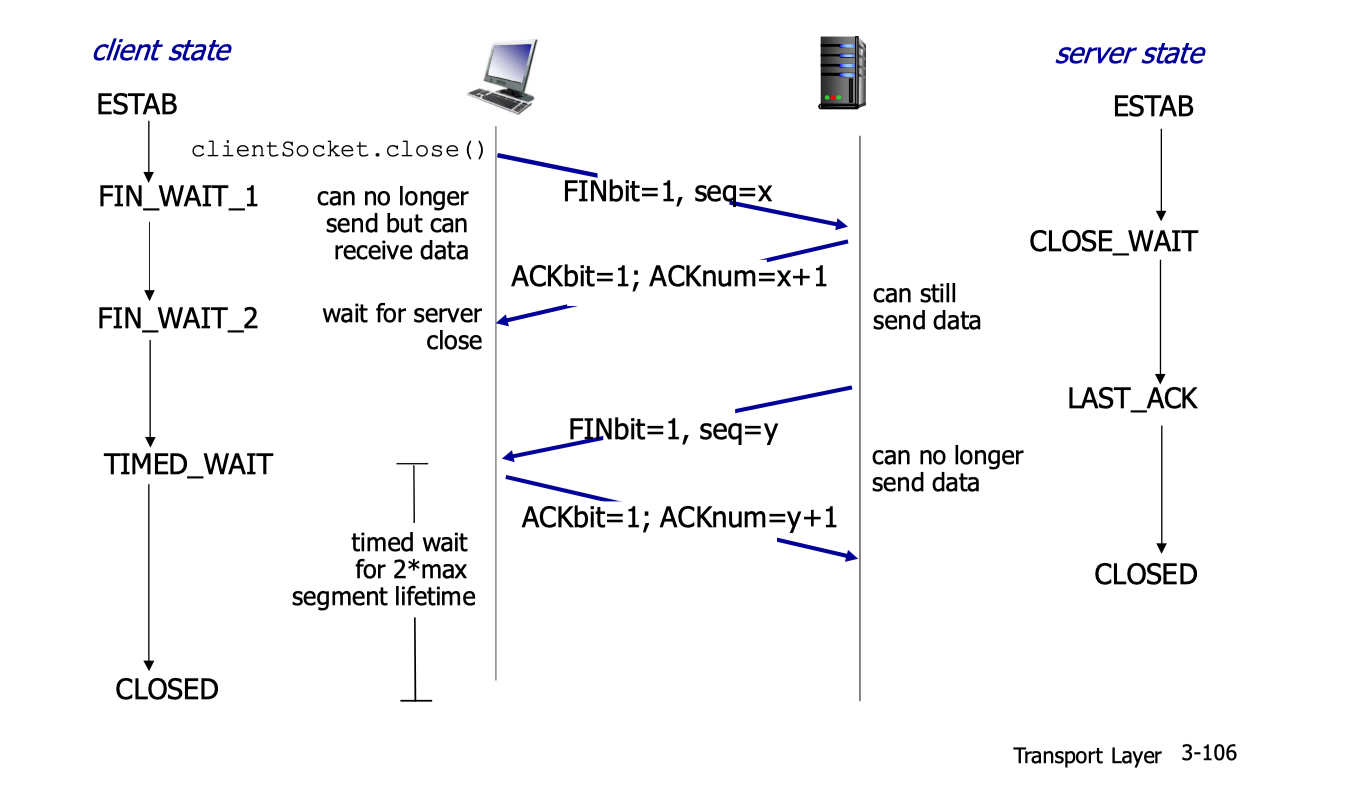 client state
server state
ESTAB
ESTAB
clientSocket.close()
FIN_WAIT_1
can no longer
send but can
receive data
FINbit=1, seq=x
CLOSE_WAIT
ACKbit=1; ACKnum=x+1
can still
send data
FIN_WAIT_2
wait for server
close
LAST_ACK
FINbit=1, seq=y
can no longer
send data
TIMED_WAIT
ACKbit=1; ACKnum=y+1
timed wait
for 2*max
segment lifetime
CLOSED
CLOSED
Transport Layer 3-106